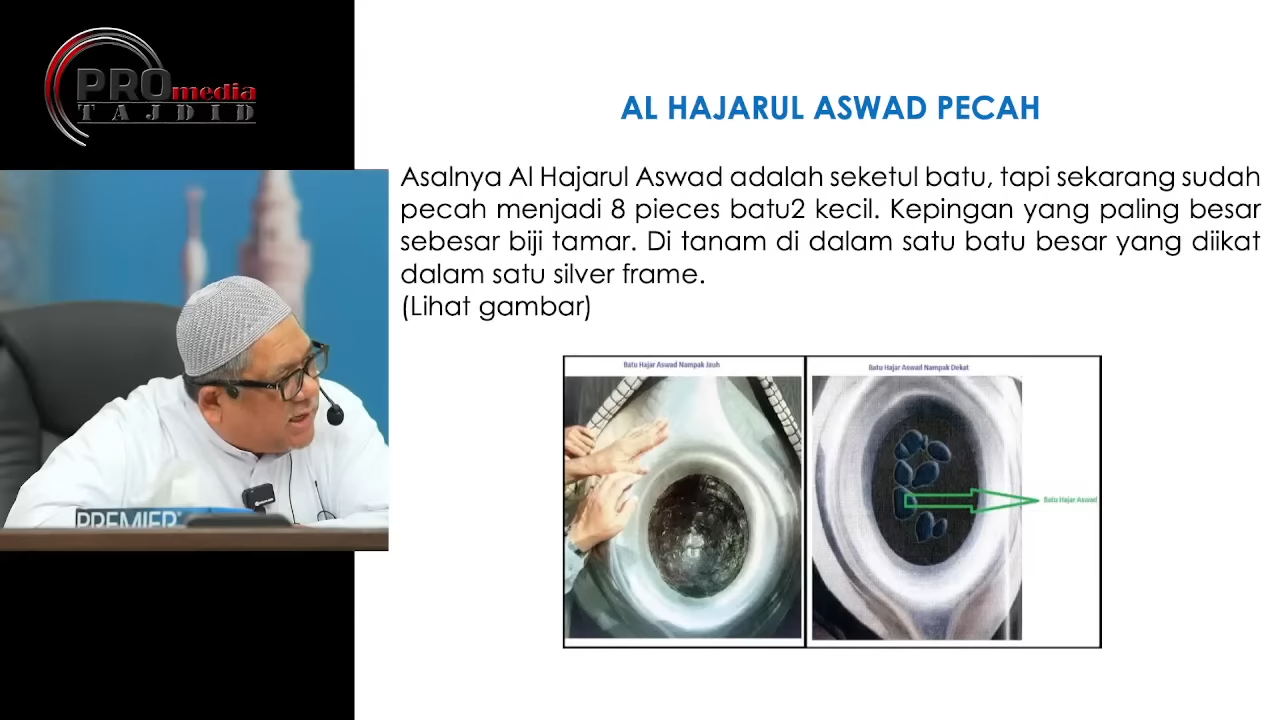 PROmedia
TAJDID
AL HAJARUL ASWAD PECAH
Asalnya Al Hajarul Aswad adalah seketul batu, tapi sekarang sudah
pecah menjadi 8 pieces batu2 kecil. Kepingan yang paling besar
sebesar biji tamar. Di tanam di dalam satu batu besar yang diikat
dalam satu silver frame.
(Lihat gambar)
Batu Hajar Aswad Nampak Jauh
Batu Hajar Aswad Nampak Dekat
Batu Hajar Aswad
PREMIER